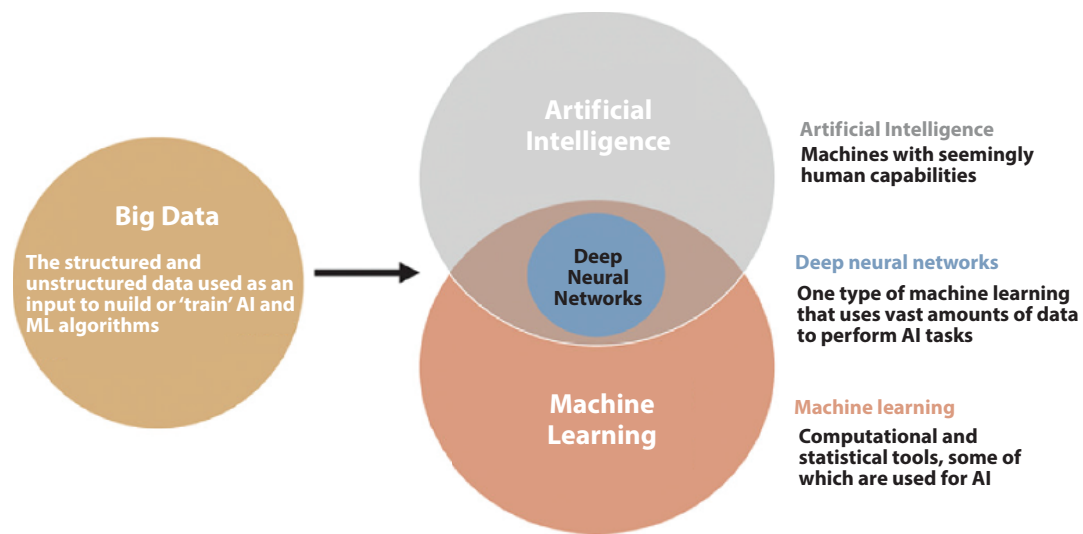 Big Data
The structured and
unstructured data used as an
input to nuild or ‘train’ AI and
ML algorithms
Artificial
Intelligence
Deep
Neural
Networks
Machine
Learning
Artificial Intelligence
Machines with seemingly
human capabilities
Deep neural networks
One type of machine learning
that uses vast amounts of data
to perform AI tasks
Machine learning
Computational and
statistical tools, some of
which are used for AI